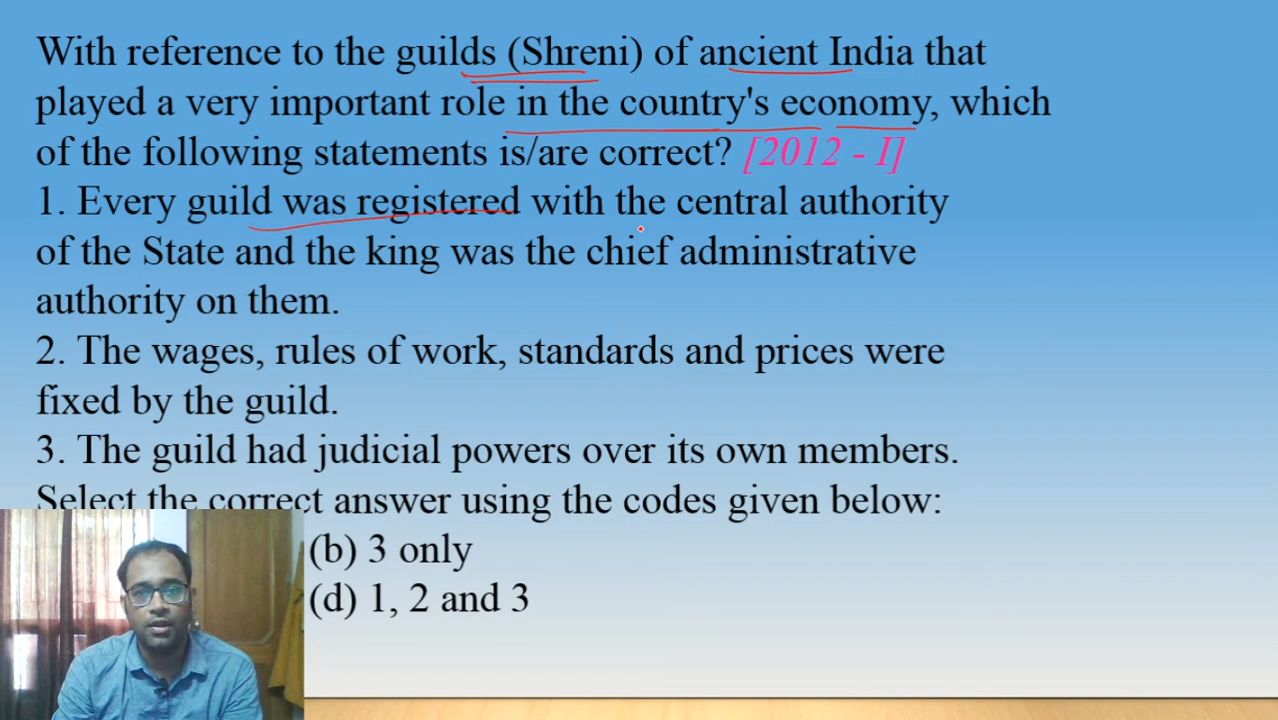 With reference to the guilds (Shreni) of ancient India that
played a very important role in the country's economy, which
of the following statements is/are correct? [2012 - I]
1. Every guild was registered with the central authority
of the State and the king was the chief administrative
authority on them.
2. The wages, rules of work, standards and prices were
fixed by the guild.
3. The guild had judicial powers over its own members.
Select the correct answer using the codes given below:
(b) 3 only
(d) 1, 2 and 3